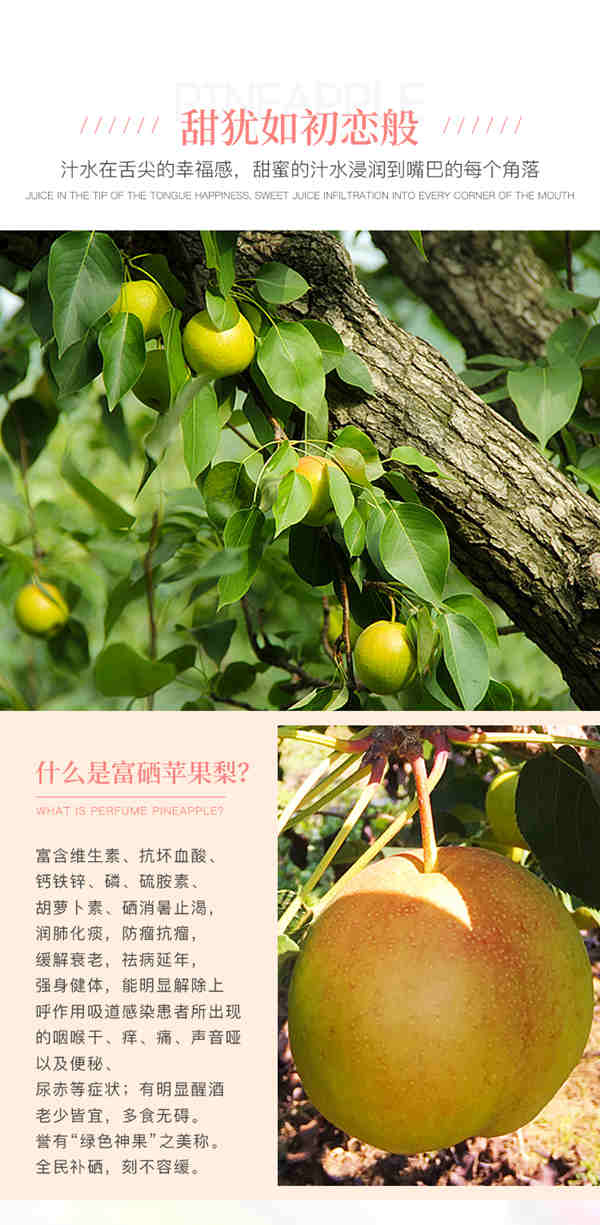 PINEAPPLE
////// 甜犹如初恋般 //////
汁水在舌尖的幸福感，甜蜜的汁水浸润到嘴巴的每个角落
JUICE IN THE TIP OF THE TONGUE HAPPINESS, SWEET JUICE INFILTRATION INTO EVERY CORNER OF THE MOUTH
什么是富硒苹果梨?
WHAT IS PERFUME PINEAPPLE?
富含维生素、抗坏血酸、
钙铁锌、磷、硫胺素、
胡萝卜素、硒消暑止渴，
润肺化痰，防瘤抗瘤，
缓解衰老，祛病延年，
强身健体，能明显解除上
呼作用吸道感染患者所出现
的咽喉干、痒、痛、声音哑
以及便秘、
尿赤等症状；有明显醒酒
老少皆宜，多食无碍。
誉有“绿色神果”之美称。
全民补硒，刻不容缓。